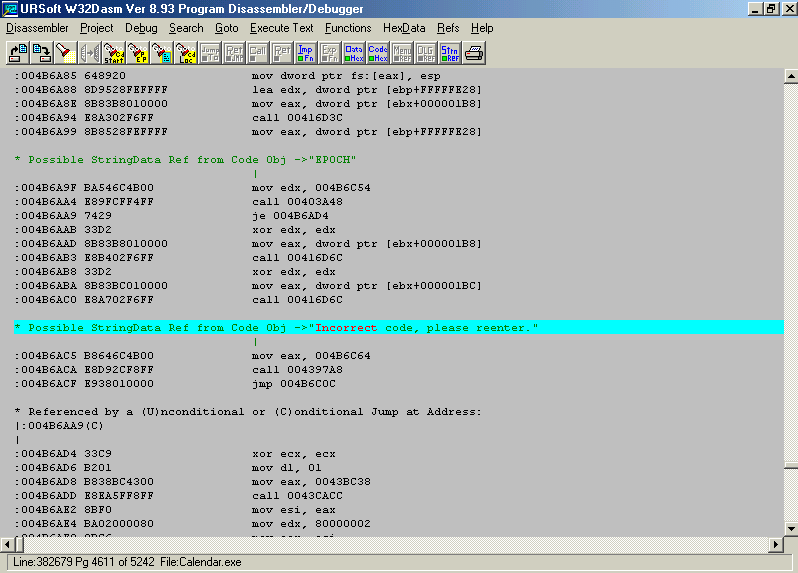 URSoft W32Dasm Ver 8.93 Program Disassembler/Debugger
Disassembler Project Debug Search Goto Execute Text Functions HexData Refs Help
Cd Start P EP Cd Loc Jump To Ret JMP Call Ret Imp Fn Exp Fn Data Hex Code Hex Menu Ref DLG Ref Strn Ref
:004B6A85 648920 mov dword ptr fs:[eax], esp
:004B6A88 8D9528FEFFFF lea edx, dword ptr [ebp+FFFFFE28]
:004B6A8E 8B83B8010000 mov eax, dword ptr [ebx+000001B8]
:004B6A94 E8A302F6FF call 00416D3C
:004B6A99 8B8528FEFFFF mov eax, dword ptr [ebp+FFFFFE28]
* Possible StringData Ref from Code Obj ->"EPOCH"
|
:004B6A9F BA546C4B00 mov edx, 004B6C54
:004B6AA4 E89FCFF4FF call 00403A48
:004B6AA9 7429 je 004B6AD4
:004B6AAB 33D2 xor edx, edx
:004B6AAD 8B83B8010000 mov eax, dword ptr [ebx+000001B8]
:004B6AB3 E8B402F6FF call 00416D6C
:004B6AB8 33D2 xor edx, edx
:004B6ABA 8B83BC010000 mov eax, dword ptr [ebx+000001BC]
:004B6AC0 E8A702F6FF call 00416D6C
* Possible StringData Ref from Code Obj ->"Incorrect code, please reenter."
|
:004B6AC5 B8646C4B00 mov eax, 004B6C64
:004B6ACA E8D92CF8FF call 004397A8
:004B6ACF E938010000 jmp 004B6C0C
* Referenced by a (U)nconditional or (C)onditional Jump at Address:
|:004B6AA9(C)
|
:004B6AD4 33C9 xor ecx, ecx
:004B6AD6 B201 mov dl, 01
:004B6AD8 B838BC4300 mov eax, 0043BC38
:004B6ADD E8EA5FF8FF call 0043CACC
:004B6AE2 8BF0 mov esi, eax
:004B6AE4 BA02000080 mov edx, 80000002
Line:382679 Pg 4611 of 5242 File:Calendar.exe